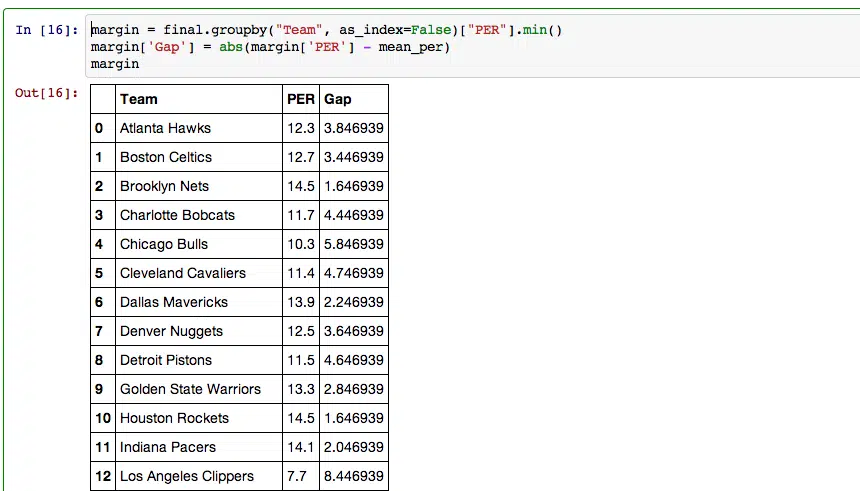 In [16]: margin = final.groupby("Team", as_index=False)["PER"].min()
margin['Gap'] = abs(margin['PER'] - mean_per)
margin
Out[16]:
Team PER Gap
0 Atlanta Hawks 12.3 3.846939
1 Boston Celtics 12.7 3.446939
2 Brooklyn Nets 14.5 1.646939
3 Charlotte Bobcats 11.7 4.446939
4 Chicago Bulls 10.3 5.846939
5 Cleveland Cavaliers 11.4 4.746939
6 Dallas Mavericks 13.9 2.246939
7 Denver Nuggets 12.5 3.646939
8 Detroit Pistons 11.5 4.646939
9 Golden State Warriors 13.3 2.846939
10 Houston Rockets 14.5 1.646939
11 Indiana Pacers 14.1 2.046939
12 Los Angeles Clippers 7.7 8.446939